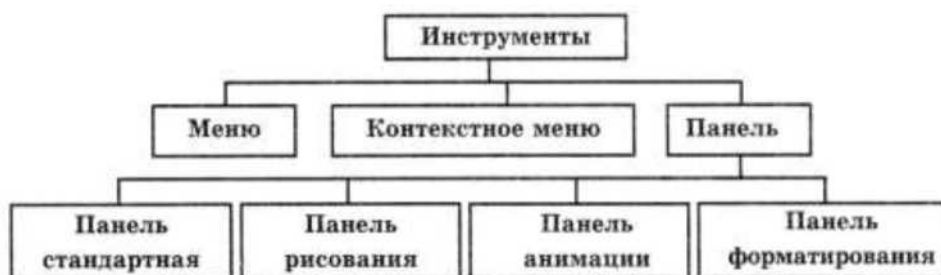 Инструменты
Меню
Контекстное меню
Панель
Панель
стандартная
Панель
рисования
Панель
анимации
Панель
форматирования